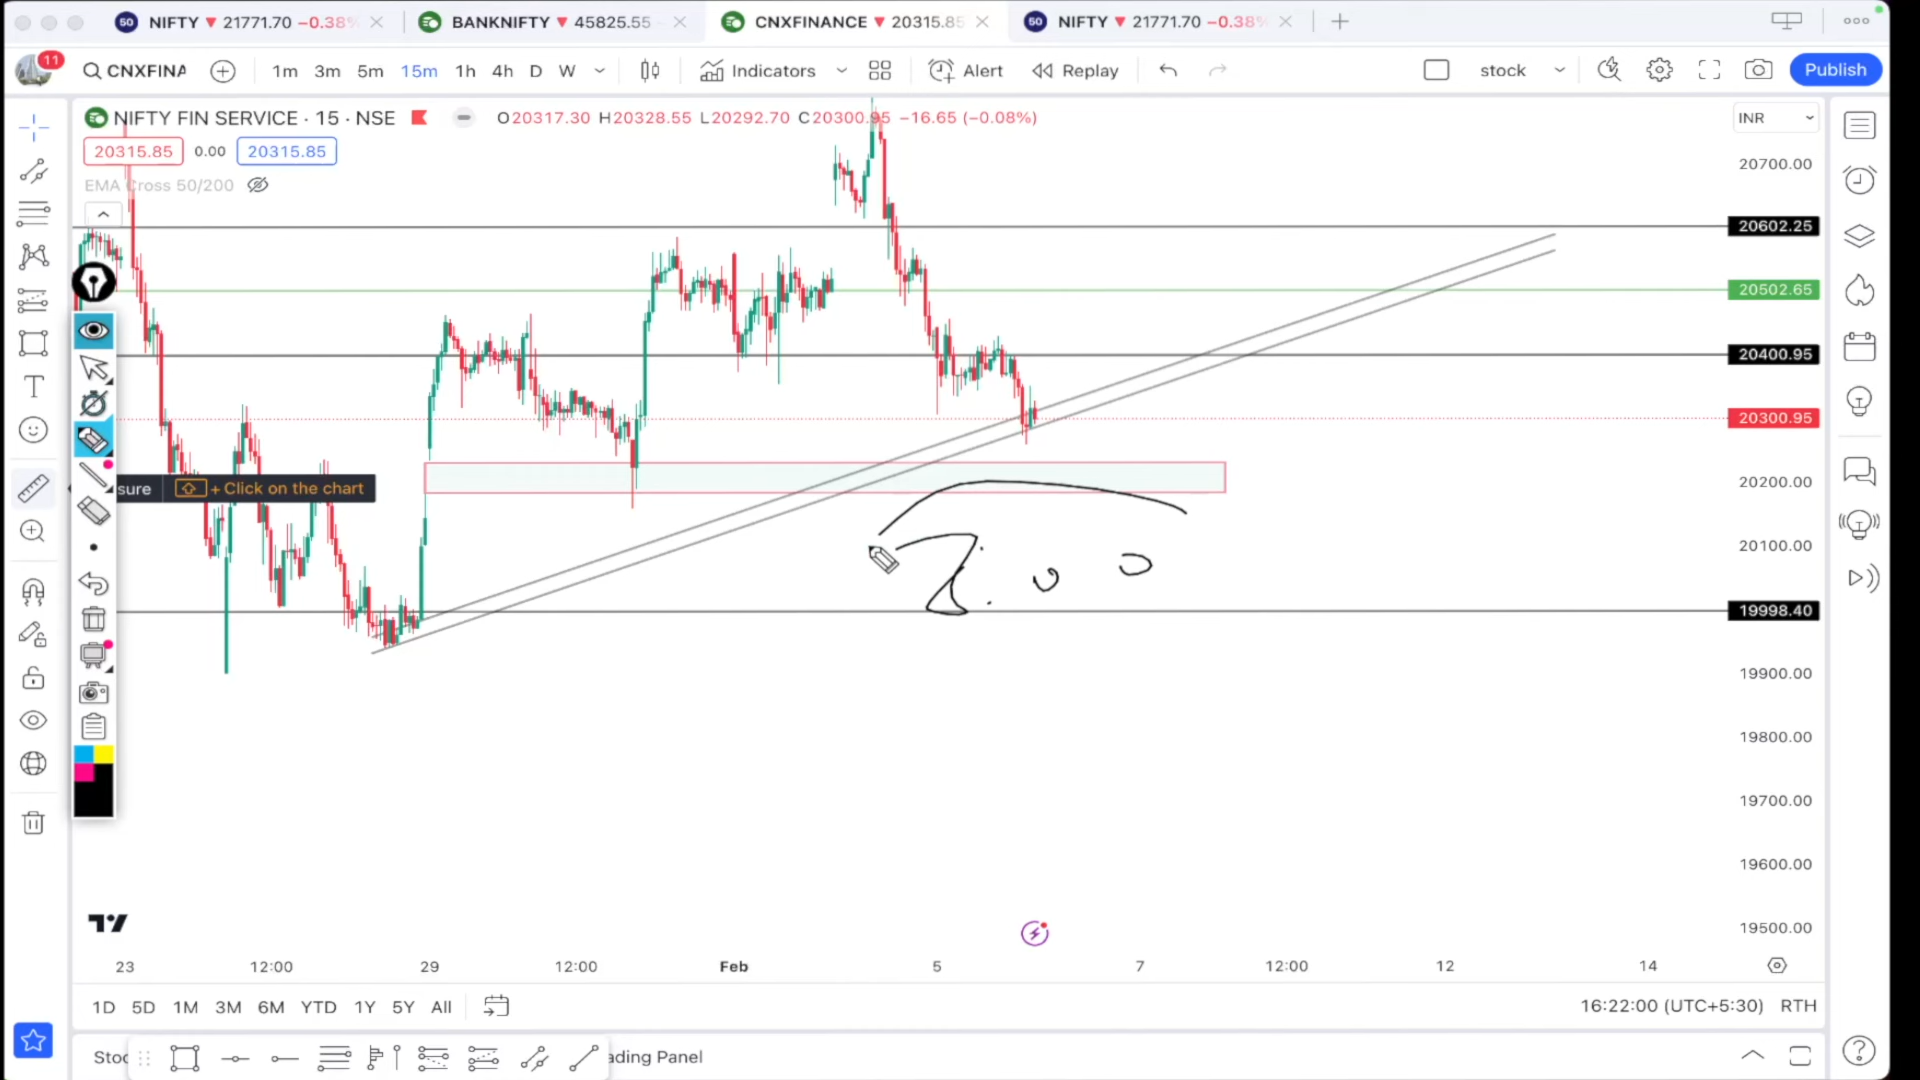 NIFTY ▼ 21771.70 −0.38%
BANKNIFTY ▼ 45825.55
CNXFINANCE ▼ 20315.85
NIFTY ▼ 21771.70 −0.38%
11
CNXFINA
1m 3m 5m 15m 1h 4h D W
Indicators
Alert
Replay
stock
Publish
NIFTY FIN SERVICE · 15 · NSE
O20317.30 H20328.55 L20292.70 C20300.95 −16.65 (−0.08%)
INR
20315.85 0.00 20315.85
EMA Cross 50/200
20700.00
20602.25
20502.65
20400.95
20300.95
20200.00
20100.00
19998.40
19900.00
19800.00
19700.00
19600.00
19500.00
sure + Click on the chart
23 12:00 29 12:00 Feb 5 7 12:00 12 14
1D 5D 1M 3M 6M YTD 1Y 5Y All
16:22:00 (UTC+5:30) RTH
Stoc
ading Panel